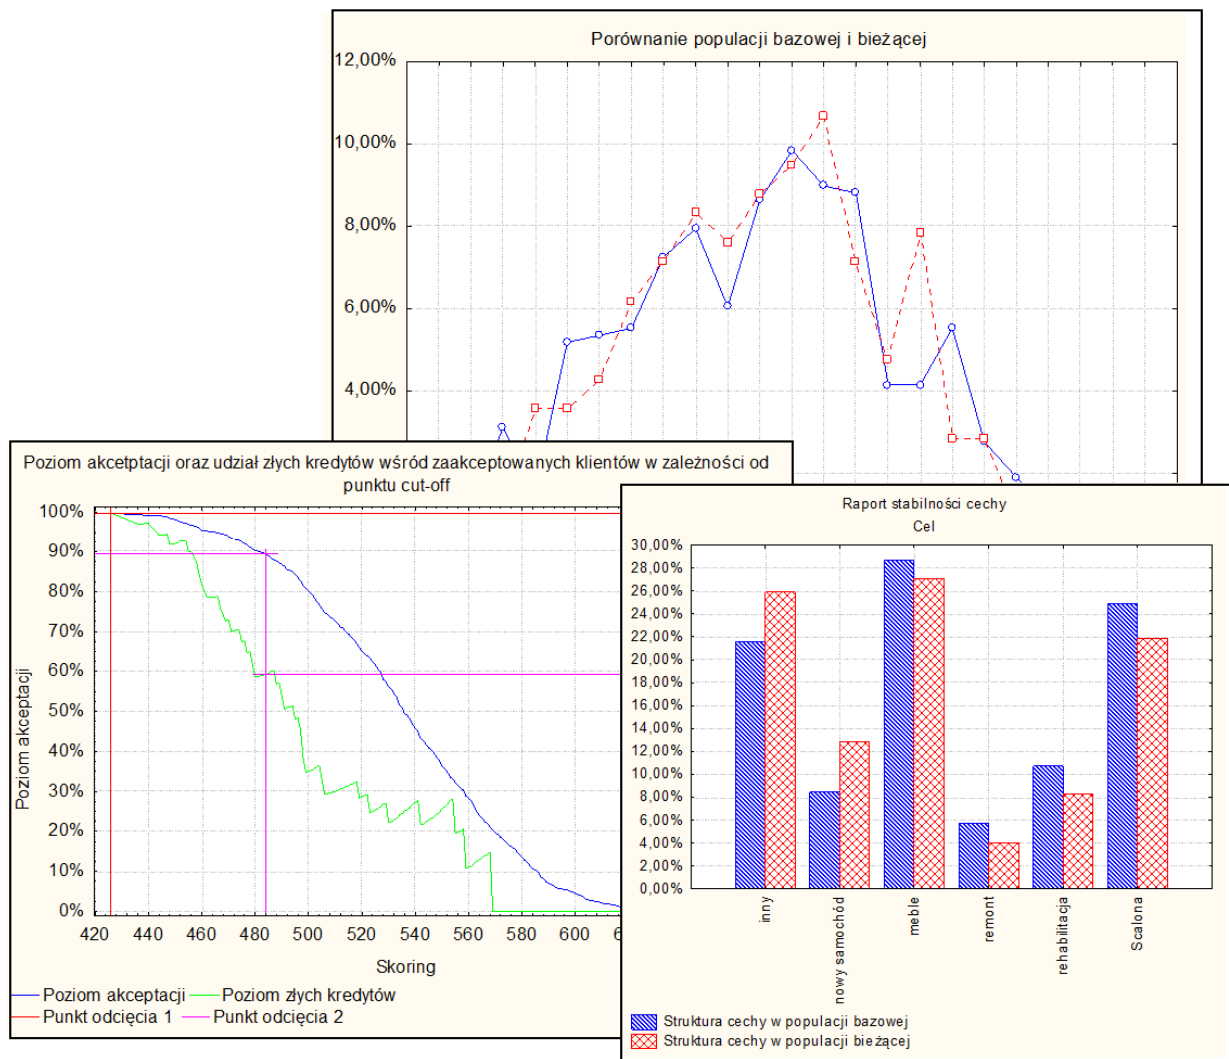 Porównanie populacji bazowej i bieżącej
12,00%
10,00%
8,00%
6,00%
4,00%
Poziom akcetptacji oraz udział złych kredytów wśród zaakceptowanych klientów w zależności od
punktu cut-off
100%
90%
80%
70%
60%
50%
40%
30%
20%
10%
0%
Poziom akceptacji
420 440 460 480 500 520 540 560 580 600
Skoring
Poziom akceptacji Poziom złych kredytów
Punkt odcięcia 1 Punkt odcięcia 2
Raport stabilności cechy
Cel
30,00%
28,00%
26,00%
24,00%
22,00%
20,00%
18,00%
16,00%
14,00%
12,00%
10,00%
8,00%
6,00%
4,00%
2,00%
0,00%
inny
nowy samochód
meble
remont
rehabilitacja
Scalona
Struktura cechy w populacji bazowej
Struktura cechy w populacji bieżącej